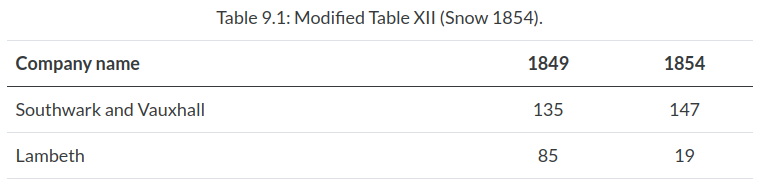 Table 9.1: Modified Table XII (Snow 1854).
Company name 1849 1854
Southwark and Vauxhall 135 147
Lambeth 85 19